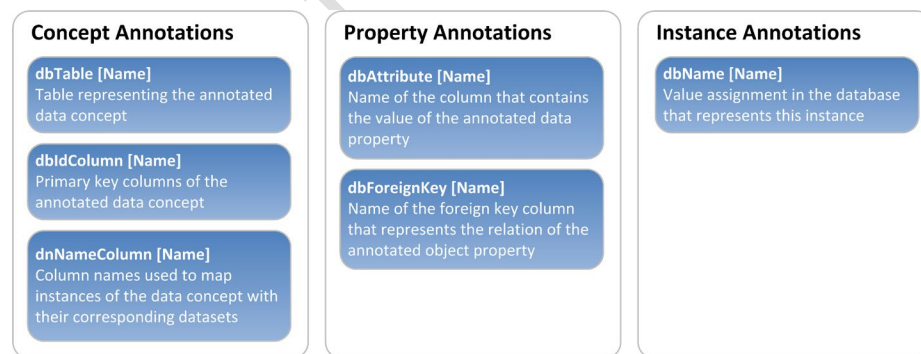 Concept Annotations
dbTable [Name]
Table representing the annotated
data concept
dbIdColumn [Name]
Primary key columns of the
annotated data concept
dnNameColumn [Name]
Column names used to map
instances of the data concept with
their corresponding datasets
Property Annotations
dbAttribute [Name]
Name of the column that contains
the value of the annotated data
property
dbForeignKey [Name]
Name of the foreign key column
that represents the relation of the
annotated object property
Instance Annotations
dbName [Name]
Value assignment in the database
that represents this instance